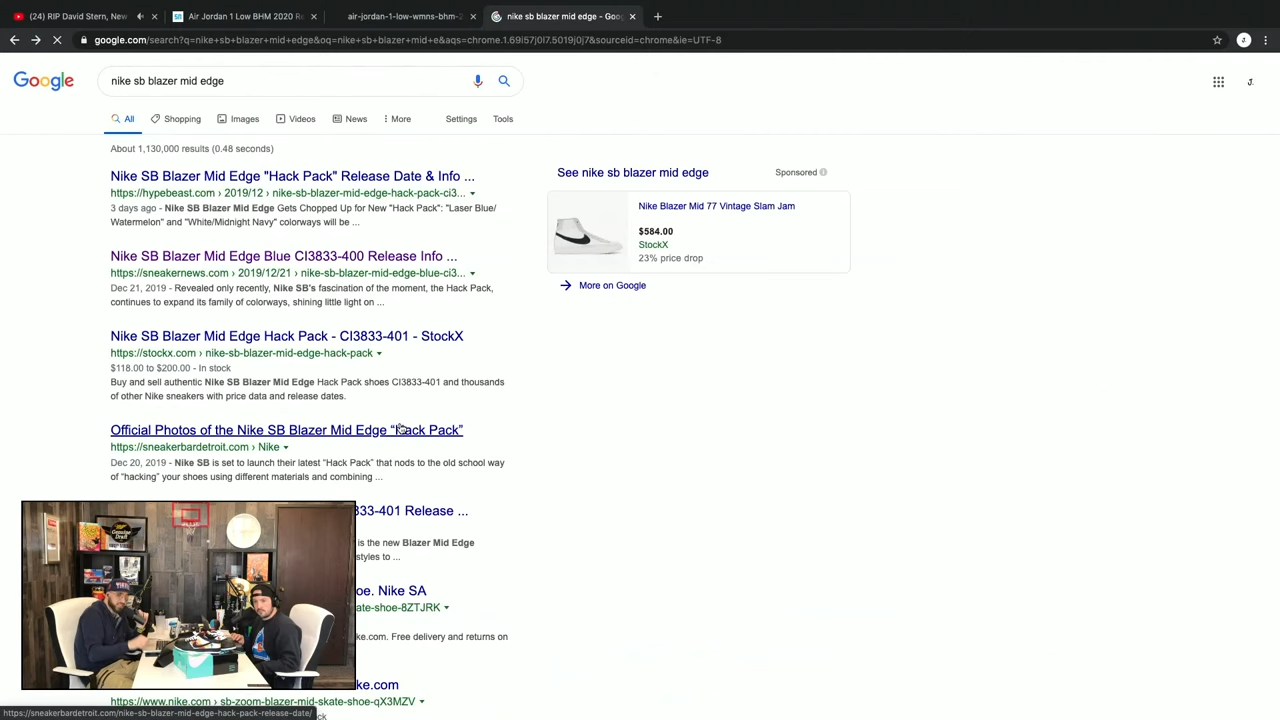 (24) RIP David Stern, New
Air Jordan 1 Low BHM 2020 Re
air-jordan-1-low-wmns-bhm-2
nike sb blazer mid edge - Goog
google.com/search?q=nike+sb+blazer+mid+edge&oq=nike+sb+blazer+mid+e&aqs=chrome.1.69i57j0l7.5019j0j7&sourceid=chrome&ie=UTF-8
J.
Google
nike sb blazer mid edge
J.
All
Shopping
Images
Videos
News
More
Settings
Tools
About 1,130,000 results (0.48 seconds)
Nike SB Blazer Mid Edge "Hack Pack" Release Date & Info ...
https://hypebeast.com › 2019/12 › nike-sb-blazer-mid-edge-hack-pack-ci3...
3 days ago - Nike SB Blazer Mid Edge Gets Chopped Up for New "Hack Pack": "Laser Blue/
Watermelon" and "White/Midnight Navy" colorways will be ...
Nike SB Blazer Mid Edge Blue CI3833-400 Release Info ...
https://sneakernews.com › 2019/12/21 › nike-sb-blazer-mid-edge-blue-ci3...
Dec 21, 2019 - Revealed only recently, Nike SB's fascination of the moment, the Hack Pack,
continues to expand its family of colorways, shining little light on ...
Nike SB Blazer Mid Edge Hack Pack - CI3833-401 - StockX
https://stockx.com › nike-sb-blazer-mid-edge-hack-pack
$118.00 to $200.00 - In stock
Buy and sell authentic Nike SB Blazer Mid Edge Hack Pack shoes CI3833-401 and thousands
of other Nike sneakers with price data and release dates.
Official Photos of the Nike SB Blazer Mid Edge “Hack Pack”
https://sneakerbardetroit.com › Nike
Dec 20, 2019 - Nike SB is set to launch their latest “Hack Pack” that nods to the old school way
of “hacking” your shoes using different materials and combining ...
33-401 Release ...
is the new Blazer Mid Edge
styles to ...
oe. Nike SA
ate-shoe-8ZTJRK
ke.com. Free delivery and returns on
ke.com
https://www.nike.com › sb-zoom-blazer-mid-skate-shoe-qX3MZV
ck
See nike sb blazer mid edge
Sponsored
Nike Blazer Mid 77 Vintage Slam Jam
$584.00
StockX
23% price drop
More on Google
Genuine
Draft
https://sneakerbardetroit.com/nike-sb-blazer-mid-edge-hack-pack-release-date/